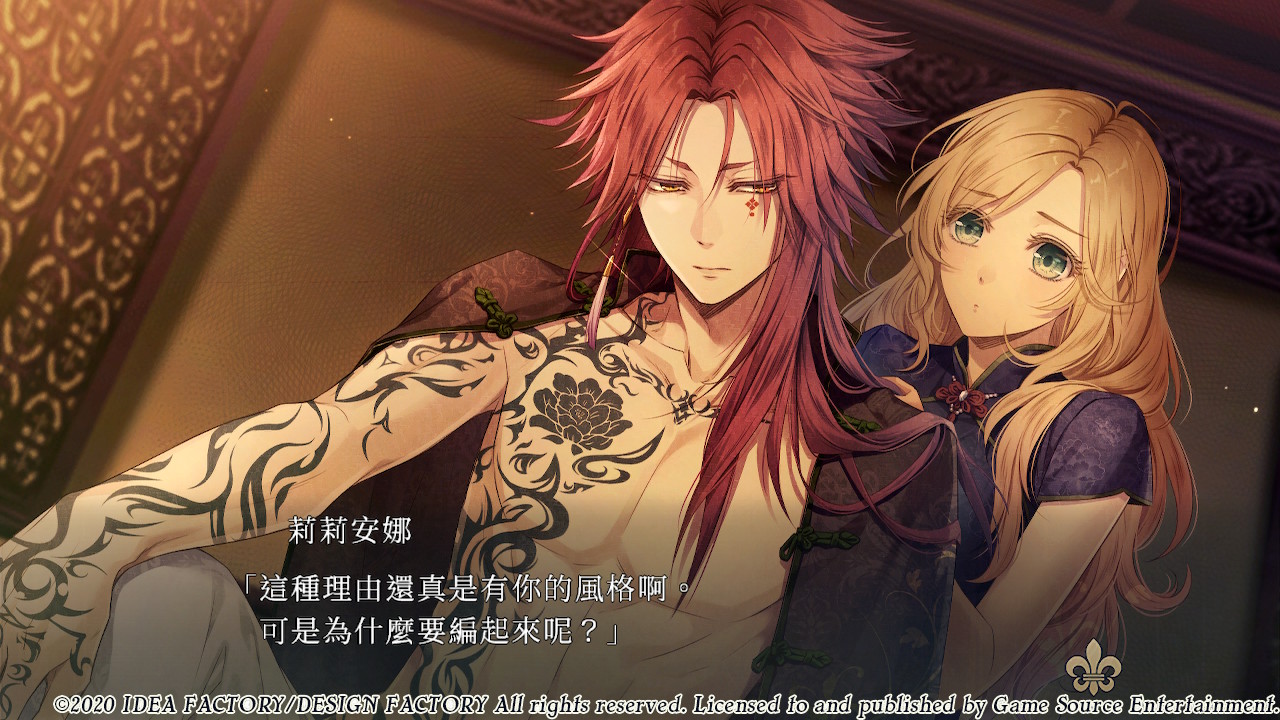 莉莉安娜
「這種理由還真是有你的風格啊。
可是為什麼要編起來呢？」
©2020 IDEA FACTORY/DESIGN FACTORY All rights reserved. Licensed to and published by Game Source Entertainment.